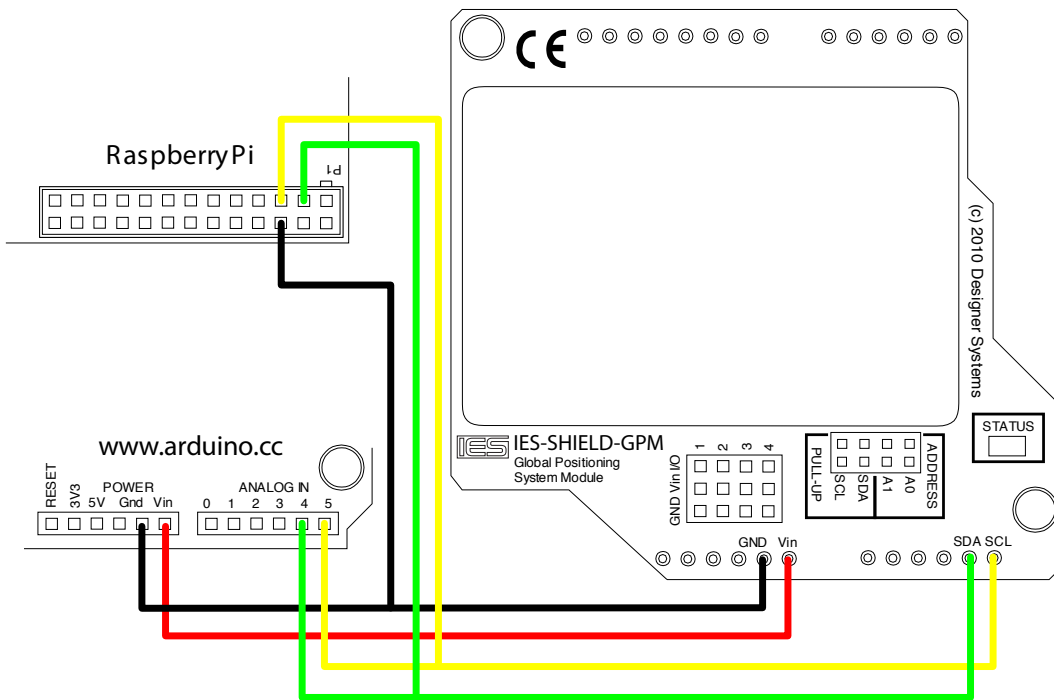 CE
RaspberryPi
P1
(c) 2010 Designer Systems
www.arduino.cc
RESET
3V3
5V
POWER
Gnd
Vin
ANALOG IN
0 1 2 3 4 5
IES
IES-SHIELD-GPM
Global Positioning
System Module
1 2 3 4
GND Vin I/O
PULL-UP
SCL
SDA
A1
A0
ADDRESS
STATUS
GND Vin
SDA SCL